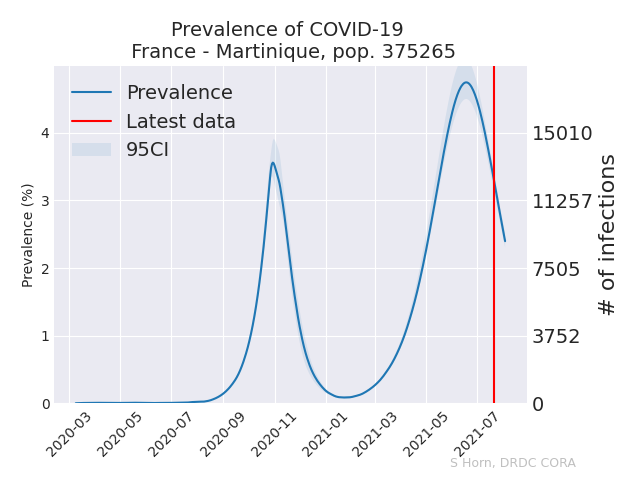 Prevalence of COVID-19
France - Martinique, pop. 375265
Prevalence
Latest data
95CI
Prevalence (%)
4
3
2
1
0
15010
11257
7505
3752
0
# of infections
2020-03
2020-05
2020-07
2020-09
2020-11
2021-01
2021-03
2021-05
2021-07
S Horn, DRDC CORA